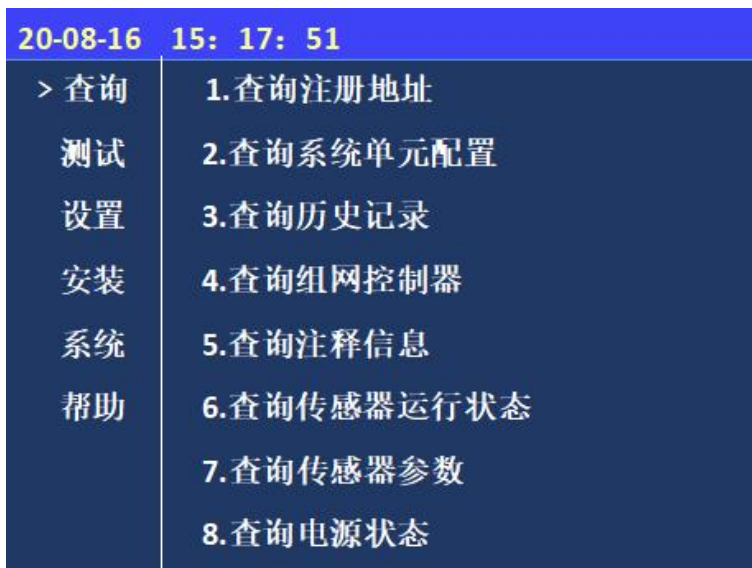 20-08-16 15：17：51
> 查询 1.查询注册地址
测试 2.查询系统单元配置
设置 3.查询历史记录
安装 4.查询组网控制器
系统 5.查询注释信息
帮助 6.查询传感器运行状态
7.查询传感器参数
8.查询电源状态